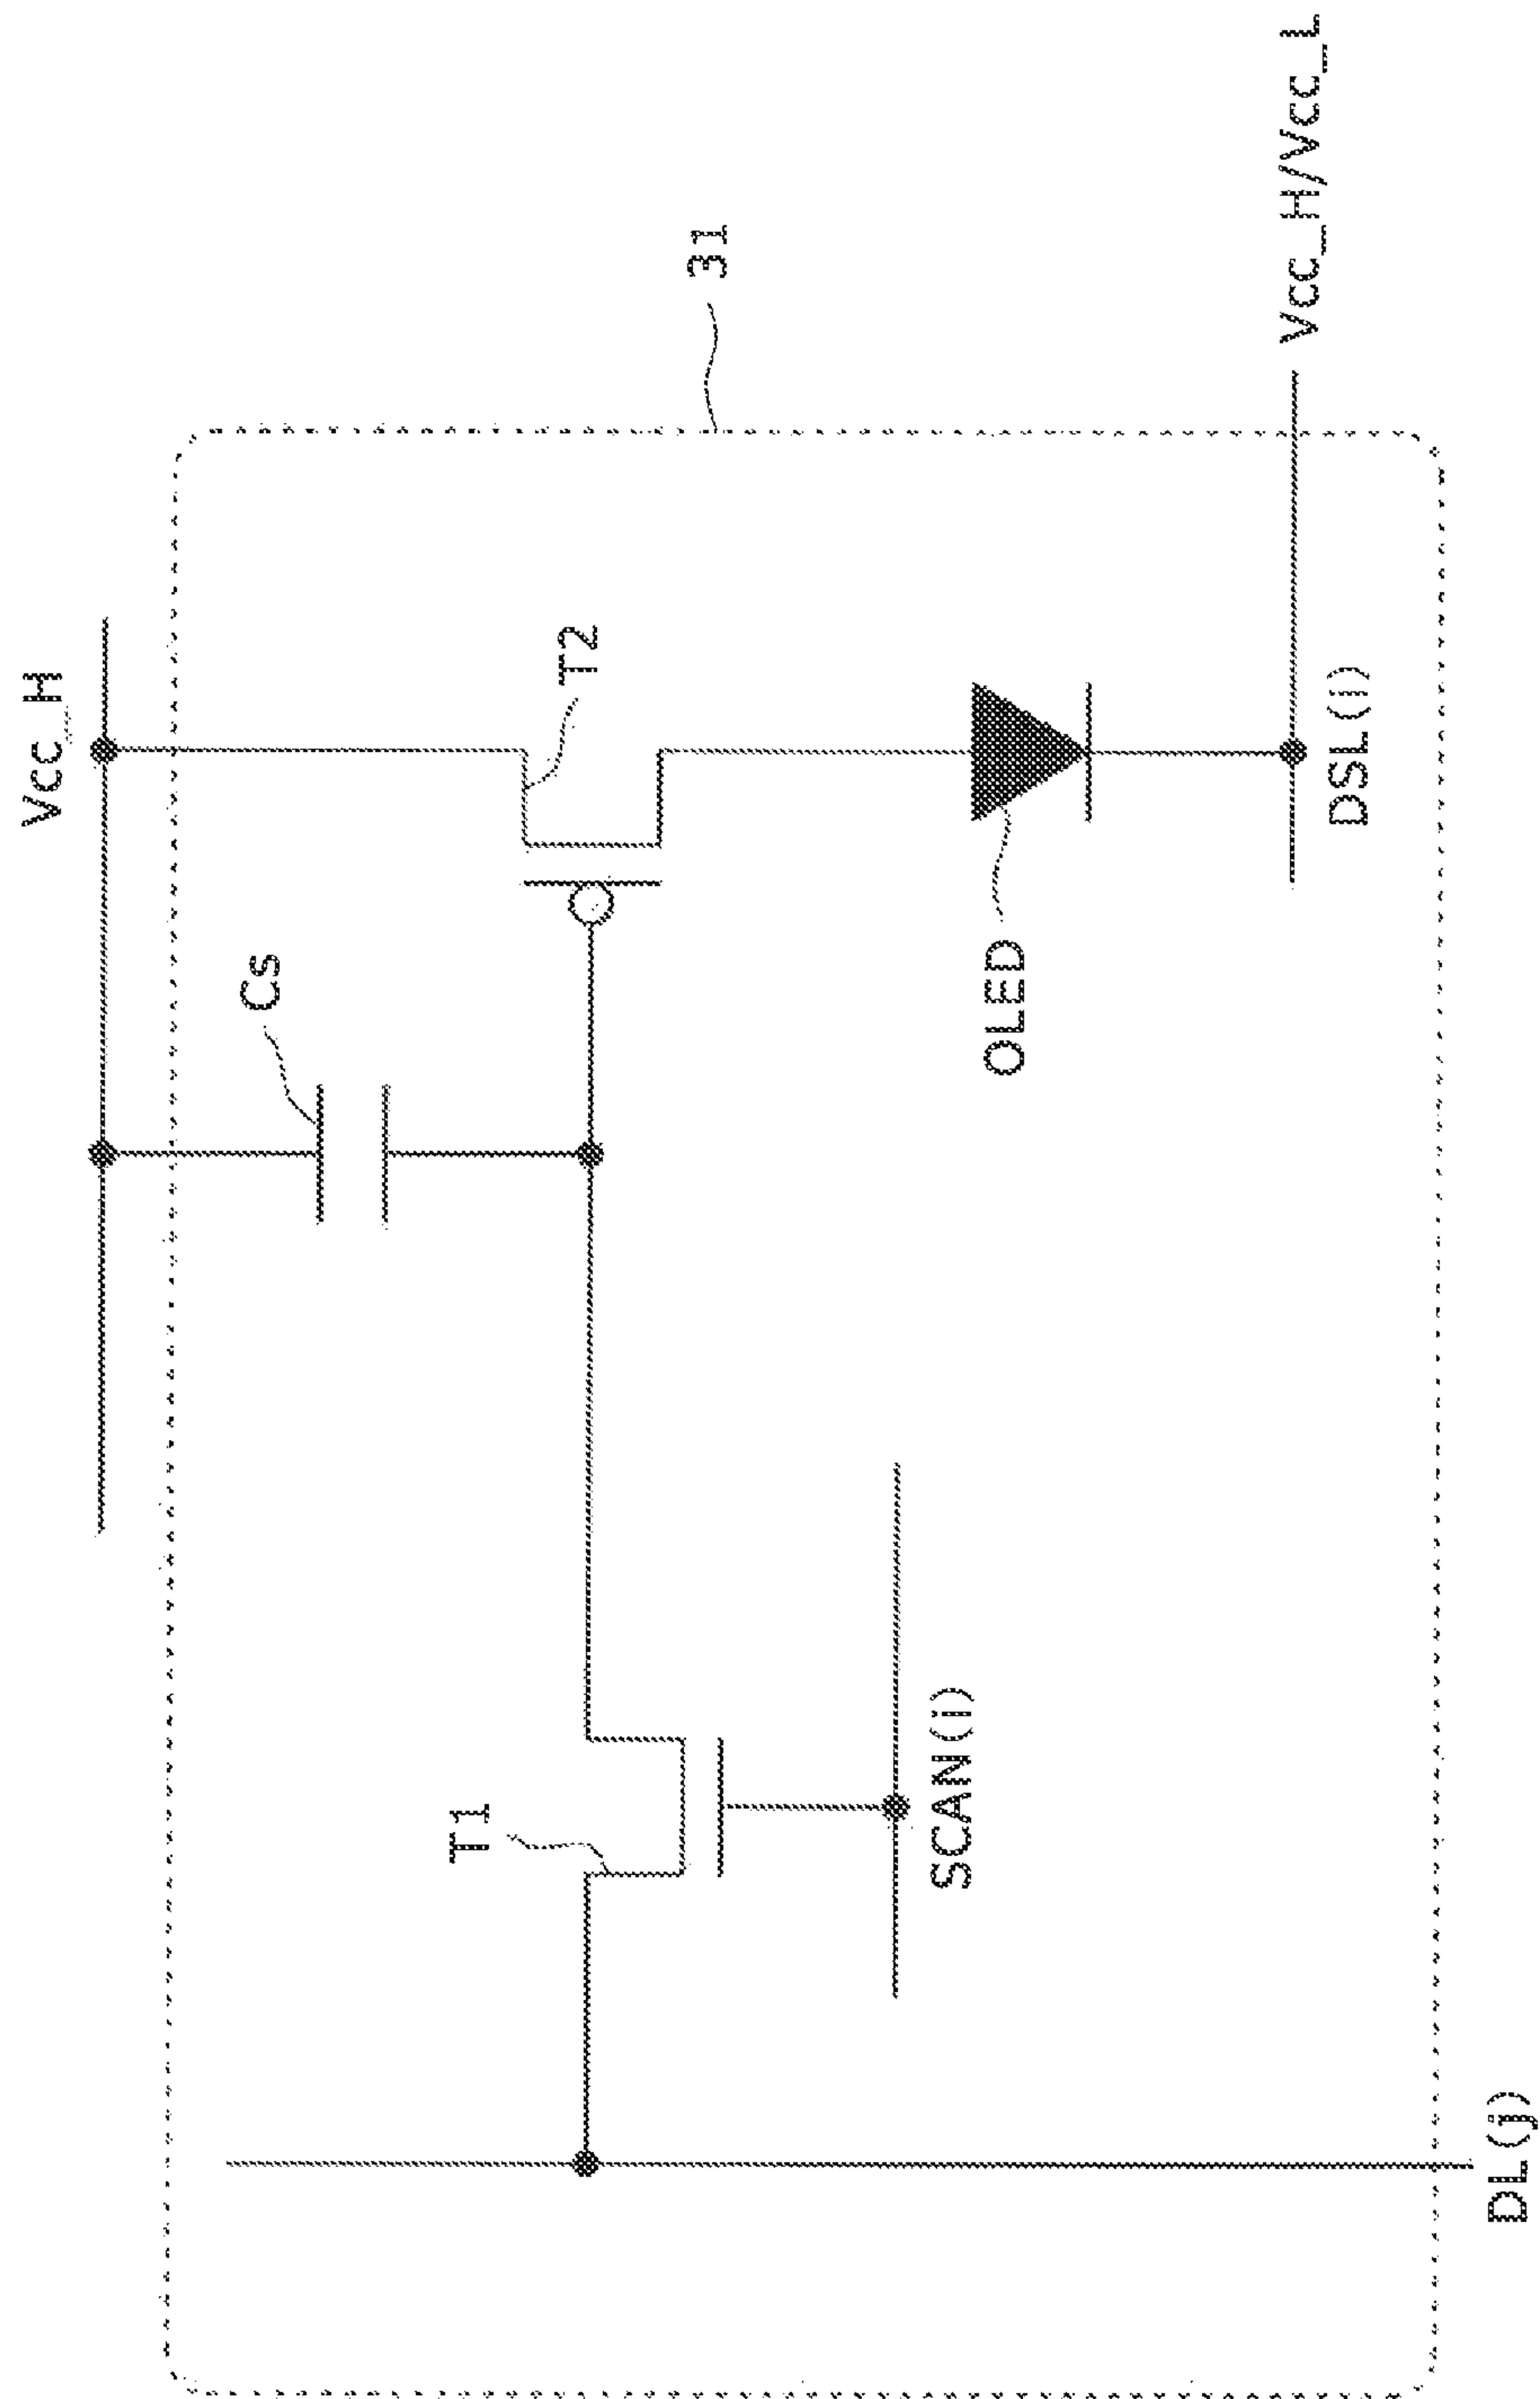 Vcc_H
31
T2
Cs
Vcc_H/Vcc_L
DSL(i)
OLED
T1
SCAN(i)
DL(j)